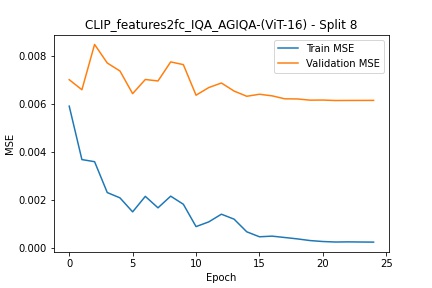 CLIP_features2fc_IQA_AGIQA-(ViT-16) - Split 8
Train MSE
Validation MSE
MSE
0.008
0.006
0.004
0.002
0.000
0 5 10 15 20 25
Epoch